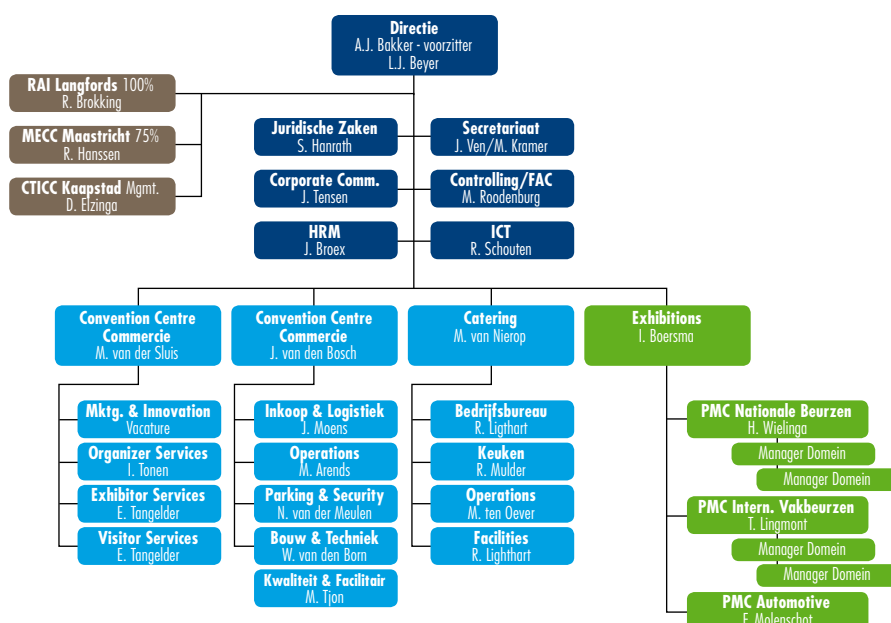 Directie
A.J. Bakker - voorzitter
L.J. Beyer
RAI Langfords 100%
R. Brokking
MECC Maastricht 75%
R. Hanssen
CTICC Kaapstad Mgmt.
D. Elzinga
Juridische Zaken
S. Hanrath
Secretariaat
J. Ven/M. Kramer
Corporate Comm.
J. Tensen
Controlling/FAC
M. Roodenburg
HRM
J. Broex
ICT
R. Schouten
Convention Centre
Commercie
M. van der Sluis
Mktg. & Innovation
Vacature
Organizer Services
I. Tonen
Exhibitor Services
E. Tangelder
Visitor Services
E. Tangelder
Convention Centre
Commercie
J. van den Bosch
Inkoop & Logistiek
J. Moens
Operations
M. Arends
Parking & Security
N. van der Meulen
Bouw & Techniek
W. van den Born
Kwaliteit & Facilitair
M. Tjon
Catering
M. van Nierop
Bedrijfsbureau
R. Ligthart
Keuken
R. Mulder
Operations
M. ten Oever
Facilities
R. Lighthart
Exhibitions
I. Boersma
PMC Nationale Beurzen
H. Wielinga
Manager Domein
Manager Domein
PMC Intern. Vakbeurzen
T. Lingmont
Manager Domein
Manager Domein
PMC Automotive
F. Molenschot